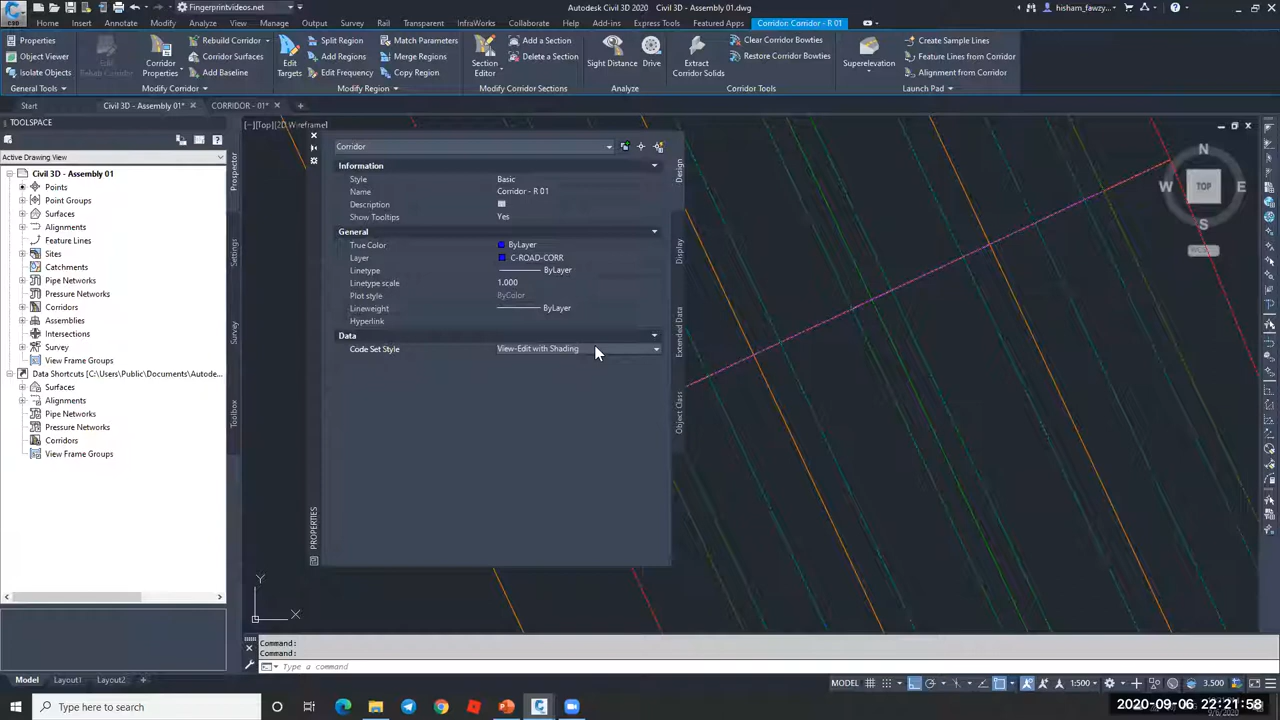 Fingerprintvideos.net
Autodesk Civil 3D 2020 Civil 3D - Assembly 01.dwg
hisham_fawzy...
C3D
Home Insert Annotate Modify Analyze View Manage Output Survey Rail Transparent InfraWorks Collaborate Help Add-ins Express Tools Featured Apps Corridor: Corridor - R 01
Properties
Object Viewer
Isolate Objects
General Tools
Edit
Rehab Corridor
Corridor
Properties
Rebuild Corridor
Corridor Surfaces
Add Baseline
Modify Corridor
Edit
Targets
Split Region
Add Regions
Edit Frequency
Match Parameters
Merge Regions
Copy Region
Modify Region
Section
Editor
Add a Section
Delete a Section
Modify Corridor Sections
Sight Distance
Drive
Analyze
Extract
Corridor Solids
Clear Corridor Bowties
Restore Corridor Bowties
Corridor Tools
Superelevation
Create Sample Lines
Feature Lines from Corridor
Alignment from Corridor
Launch Pad
Start Civil 3D - Assembly 01* CORRIDOR - 01*
TOOLSPACE
Active Drawing View
Civil 3D - Assembly 01
Points
Point Groups
Surfaces
Alignments
Feature Lines
Sites
Catchments
Pipe Networks
Pressure Networks
Corridors
Assemblies
Intersections
Survey
View Frame Groups
Data Shortcuts [C:\Users\Public\Documents\Autode...
Surfaces
Alignments
Pipe Networks
Pressure Networks
Corridors
View Frame Groups
Prospector
Settings
Survey
Toolbox
[−][Top][2D Wireframe]
Corridor
Information
Style Basic
Name Corridor - R 01
Description
Show Tooltips Yes
General
True Color ByLayer
Layer C-ROAD-CORR
Linetype ByLayer
Linetype scale 1.000
Plot style ByColor
Lineweight ByLayer
Hyperlink
Data
Code Set Style View-Edit with Shading
Design
Display
Extended Data
Object Class
PROPERTIES
N
W TOP E
S
Y
X
Command:
Command:
Type a command
Model Layout1 Layout2
MODEL 1:500 3.500
Type here to search
2020-09-06 22:21:58